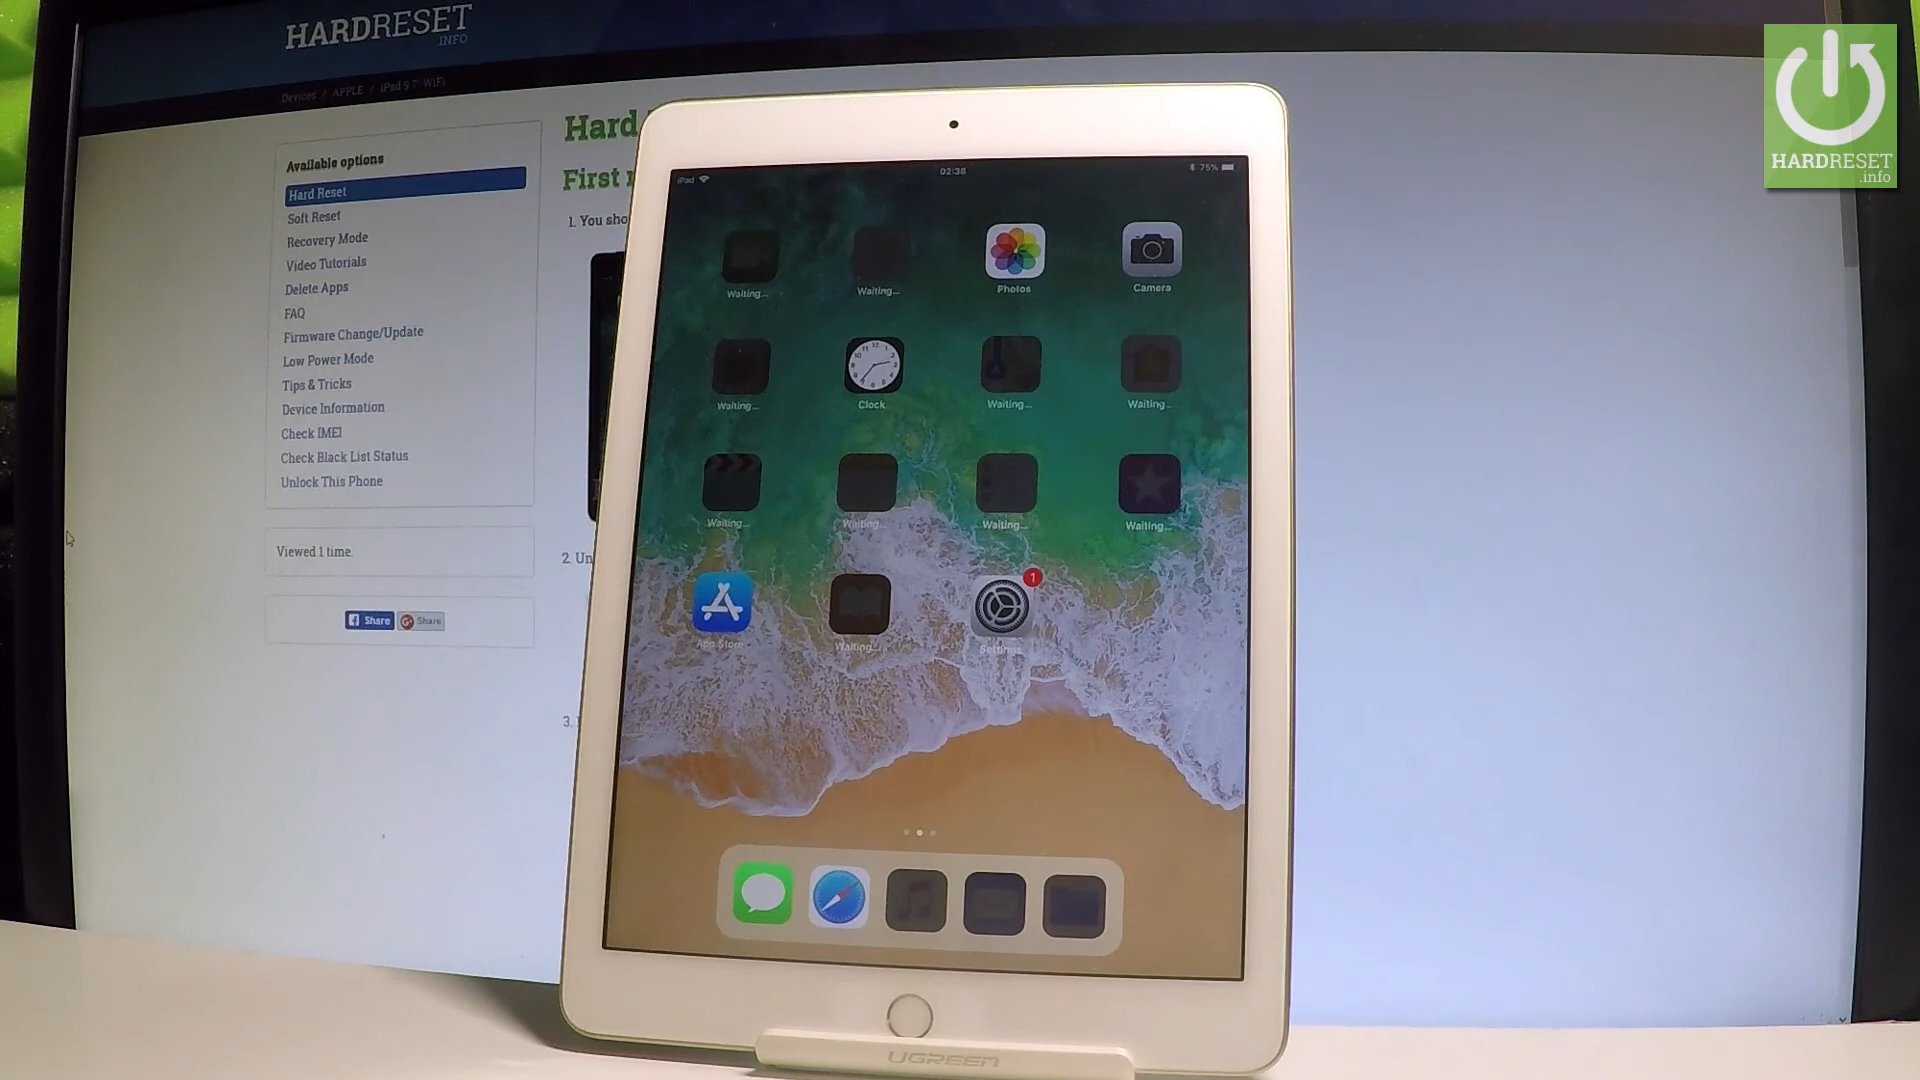 HARDRESET
.INFO
Devices / APPLE / iPad 9.7 WiFi
Available options
Hard Reset
Soft Reset
Recovery Mode
Video Tutorials
Delete Apps
FAQ
Firmware Change/Update
Low Power Mode
Tips & Tricks
Device Information
Check IMEI
Check Black List Status
Unlock This Phone
Viewed 1 time.
Share
Share
Hard
First
1. You sho
2. Un
3.
iPad
02:36
75%
Waiting...
Waiting...
Photos
Camera
Waiting...
Clock
Waiting...
Waiting...
Waiting...
Waiting...
Waiting...
Waiting...
App Store
Waiting...
1
Settings
UGREEN
HARDRESET
.info